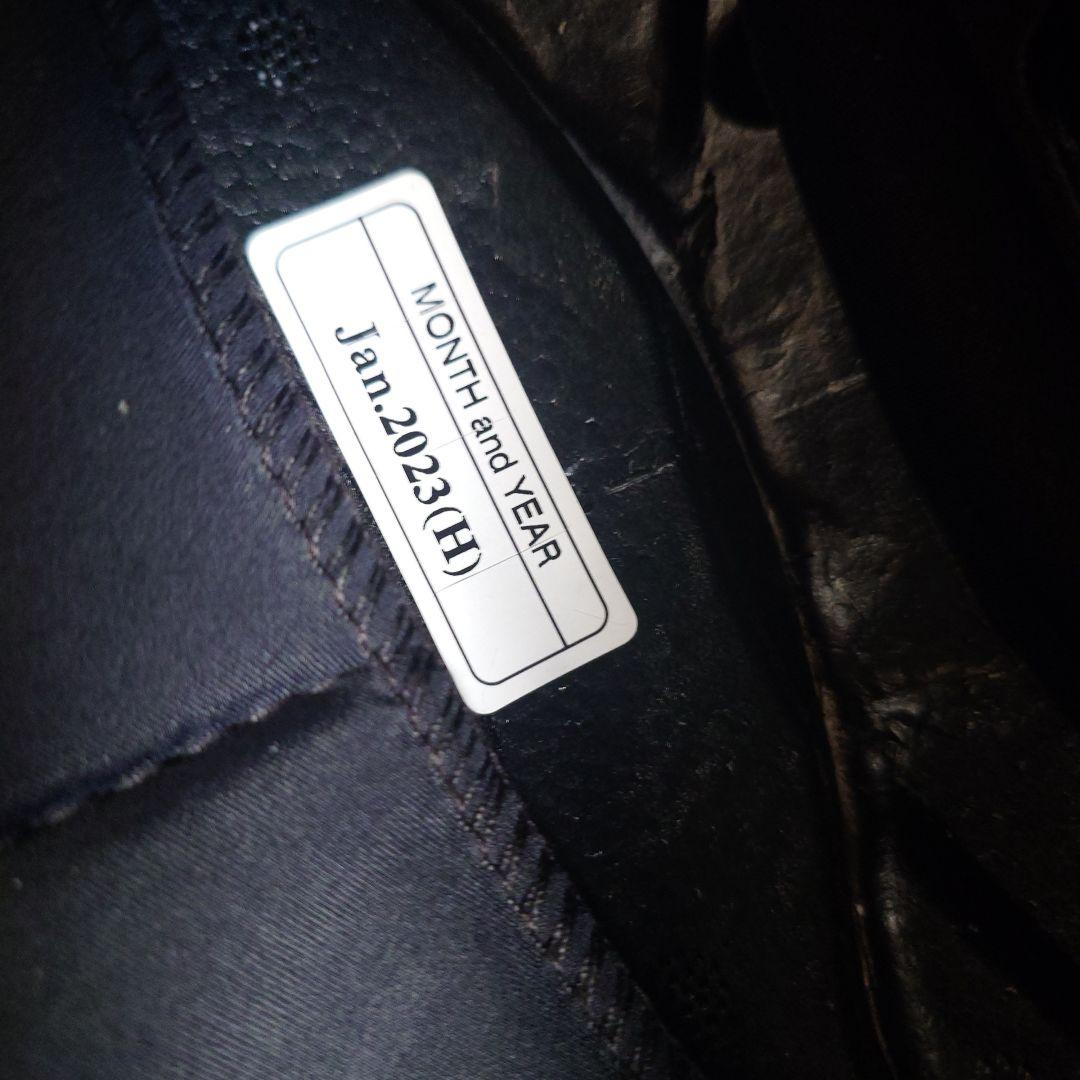 MONTH and YEAR
Jan.2023(H)